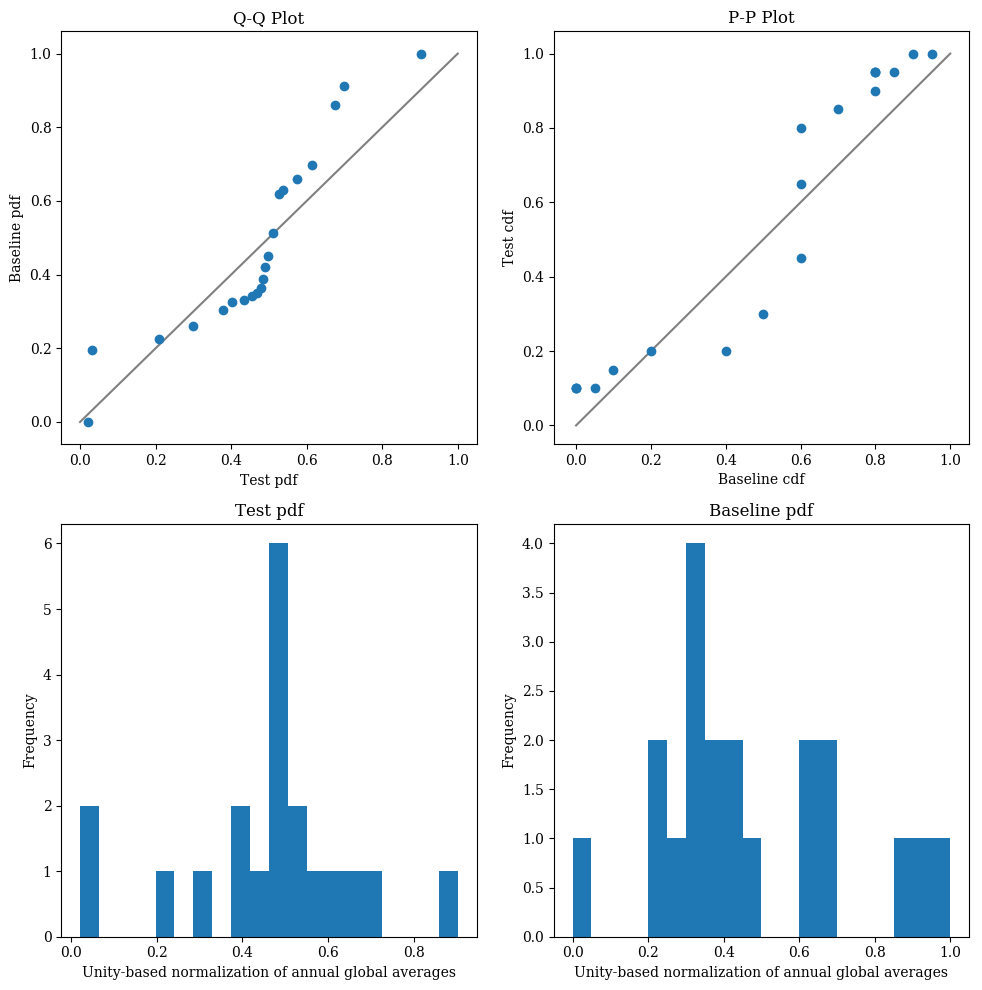 Q-Q Plot
1.0
0.8
0.6
0.4
0.2
0.0
Baseline pdf
0.0 0.2 0.4 0.6 0.8 1.0
Test pdf
P-P Plot
1.0
0.8
0.6
0.4
0.2
0.0
Test cdf
0.0 0.2 0.4 0.6 0.8 1.0
Baseline cdf
Test pdf
6
5
4
3
2
1
0
Frequency
0.0 0.2 0.4 0.6 0.8
Unity-based normalization of annual global averages
Baseline pdf
4.0
3.5
3.0
2.5
2.0
1.5
1.0
0.5
0.0
Frequency
0.0 0.2 0.4 0.6 0.8 1.0
Unity-based normalization of annual global averages